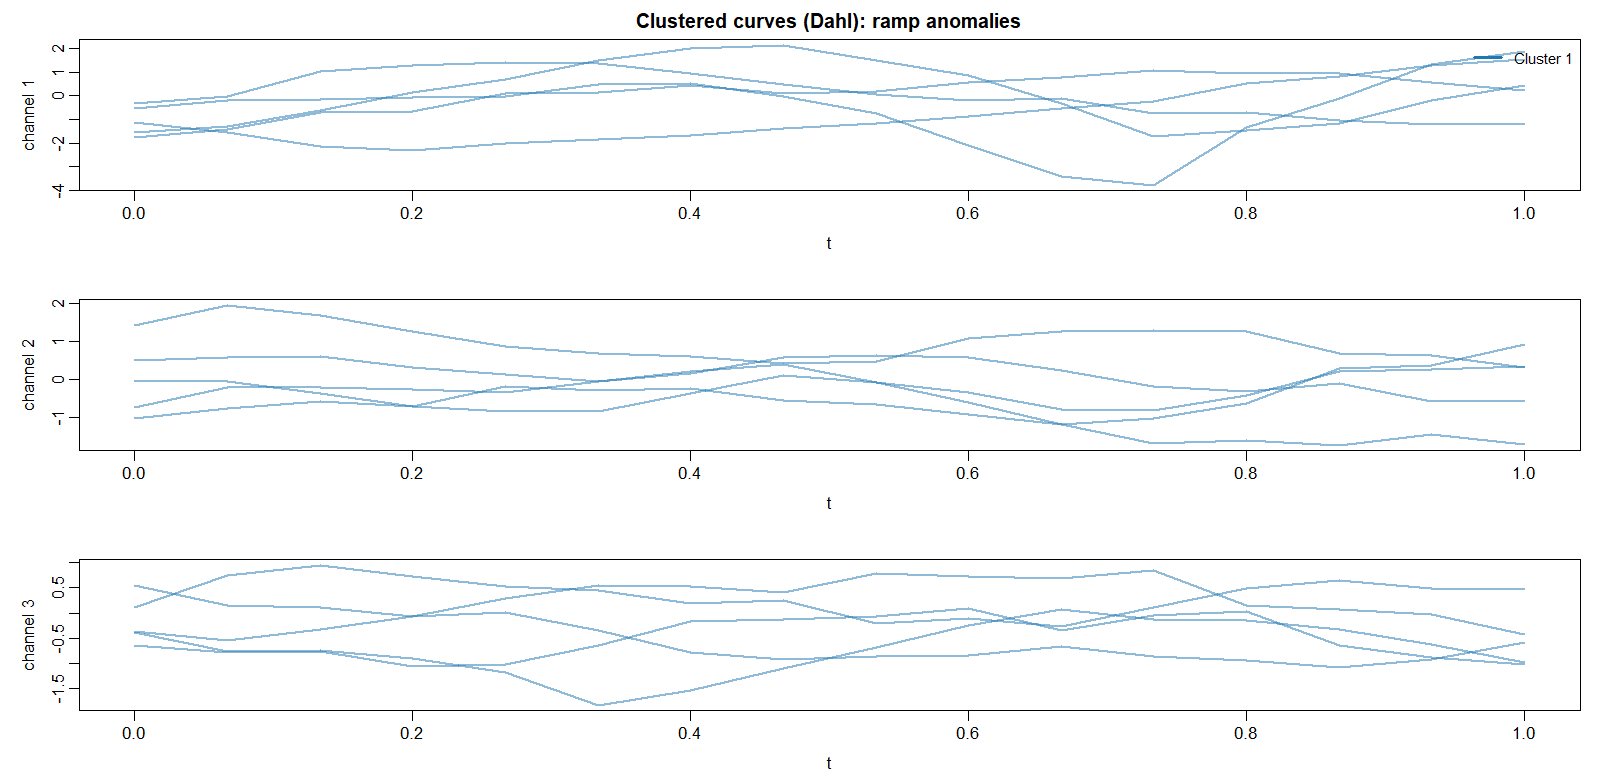 Clustered curves (Dahl): ramp anomalies
channel 1
2
1
0
-2
-4
Cluster 1
0.0 0.2 0.4 0.6 0.8 1.0
t
channel 2
2
1
0
-1
0.0 0.2 0.4 0.6 0.8 1.0
t
channel 3
0.5
-0.5
-1.5
0.0 0.2 0.4 0.6 0.8 1.0
t